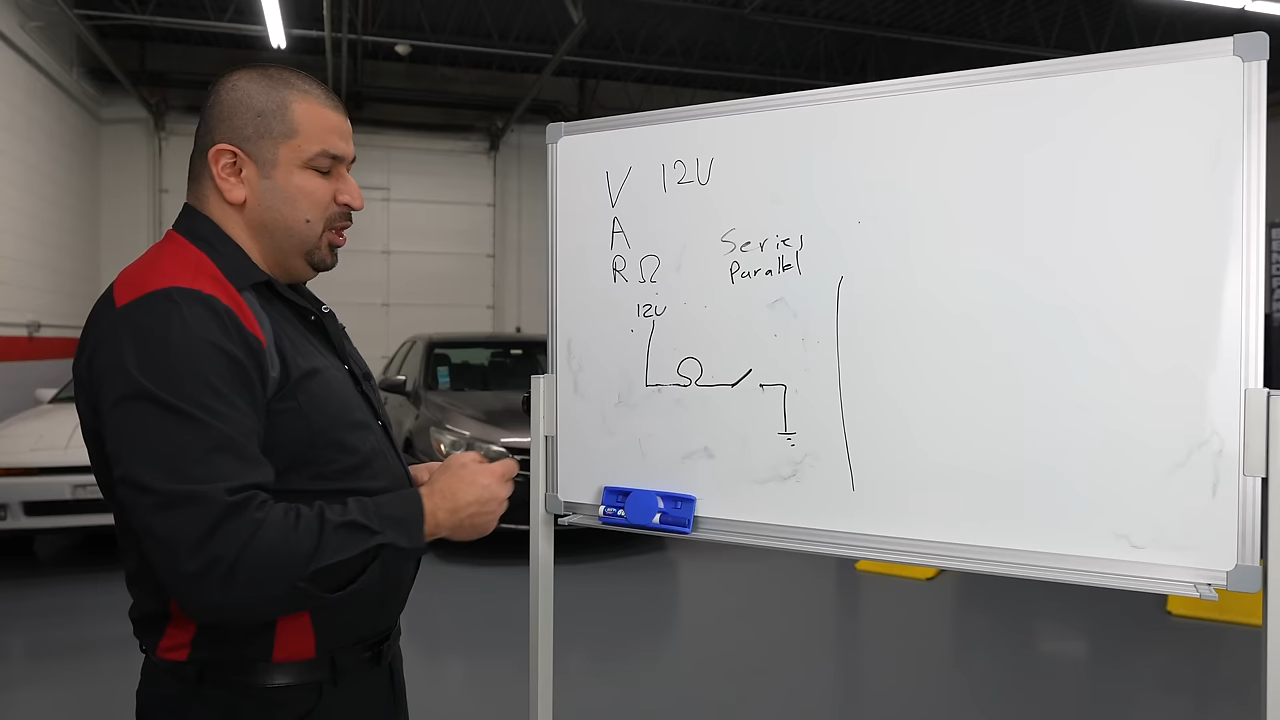 V 12V
A
R Ω
Series
Parallel
12V
Ω